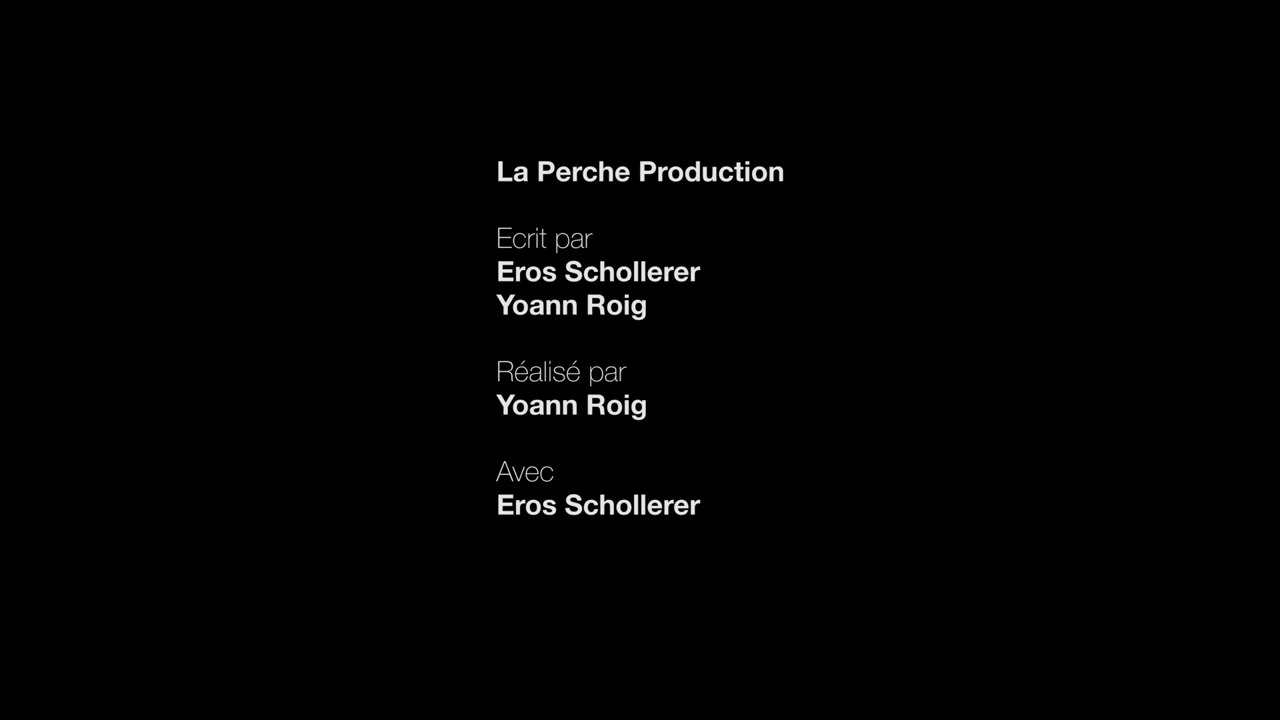 La Perche Production
Ecrit par
Eros Schollerer
Yoann Roig
Réalisé par
Yoann Roig
Avec
Eros Schollerer